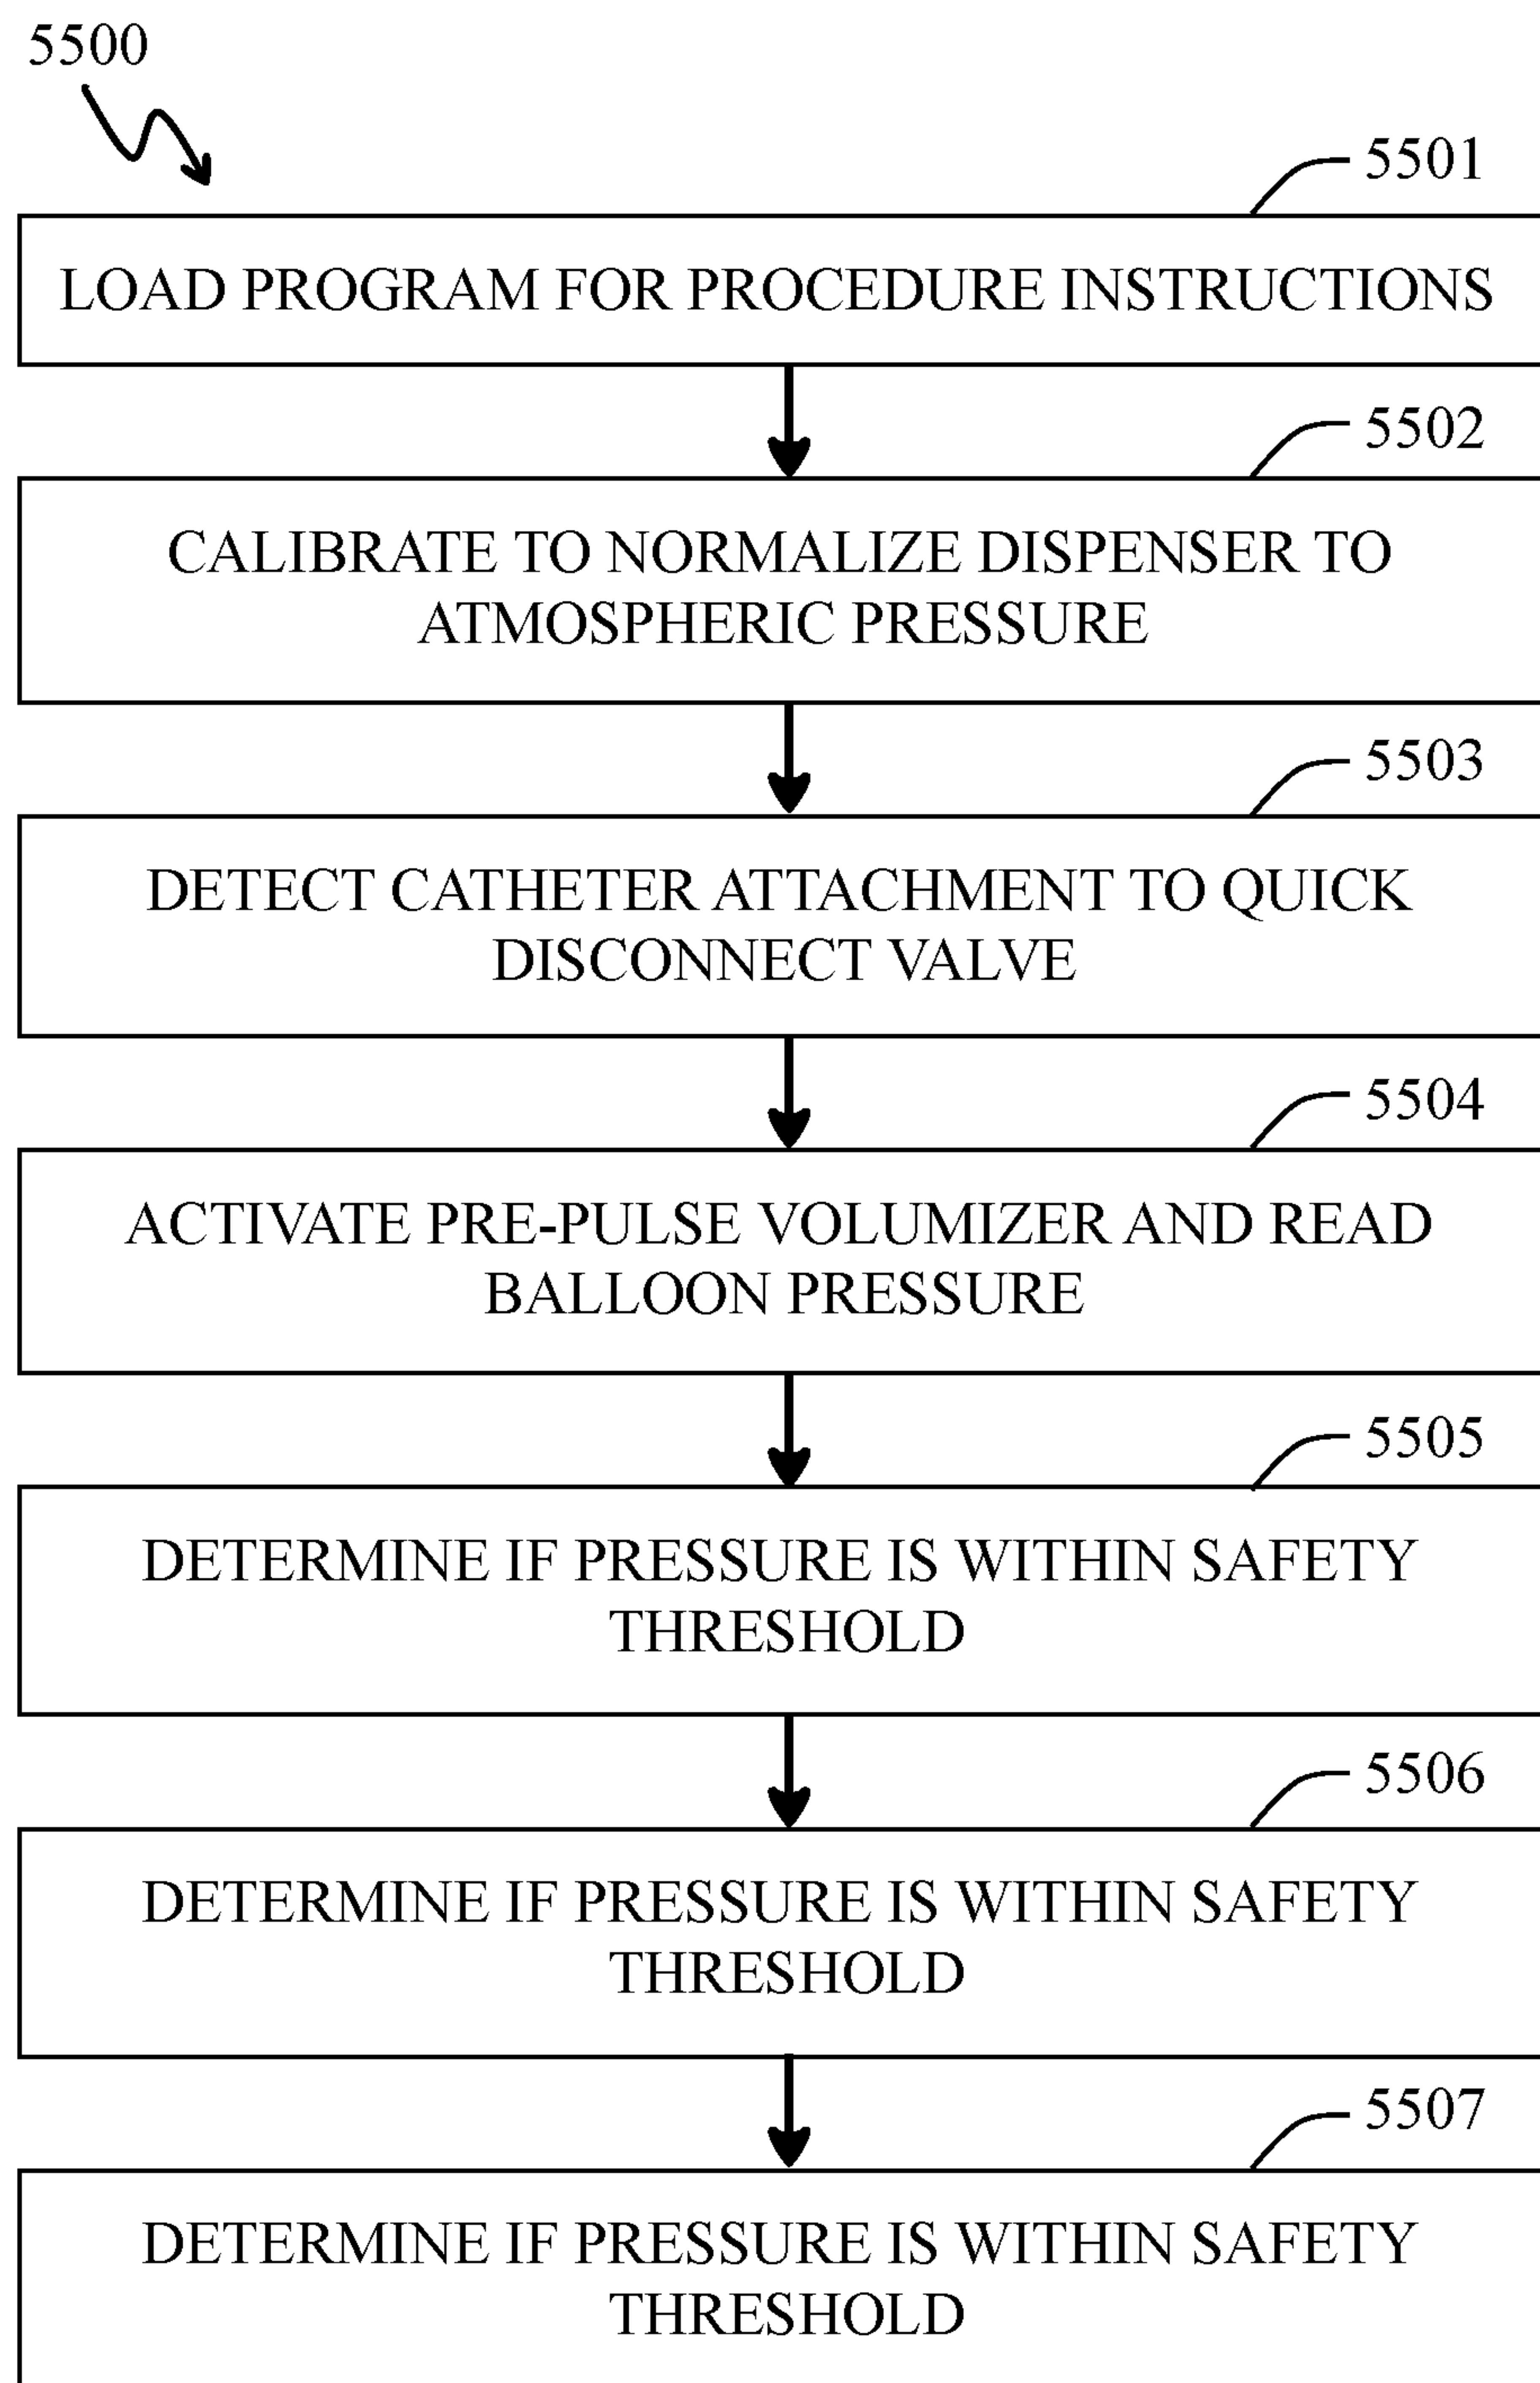 5500
5501
LOAD PROGRAM FOR PROCEDURE INSTRUCTIONS
5502
CALIBRATE TO NORMALIZE DISPENSER TO
ATMOSPHERIC PRESSURE
5503
DETECT CATHETER ATTACHMENT TO QUICK
DISCONNECT VALVE
5504
ACTIVATE PRE-PULSE VOLUMIZER AND READ
BALLOON PRESSURE
5505
DETERMINE IF PRESSURE IS WITHIN SAFETY
THRESHOLD
5506
DETERMINE IF PRESSURE IS WITHIN SAFETY
THRESHOLD
5507
DETERMINE IF PRESSURE IS WITHIN SAFETY
THRESHOLD